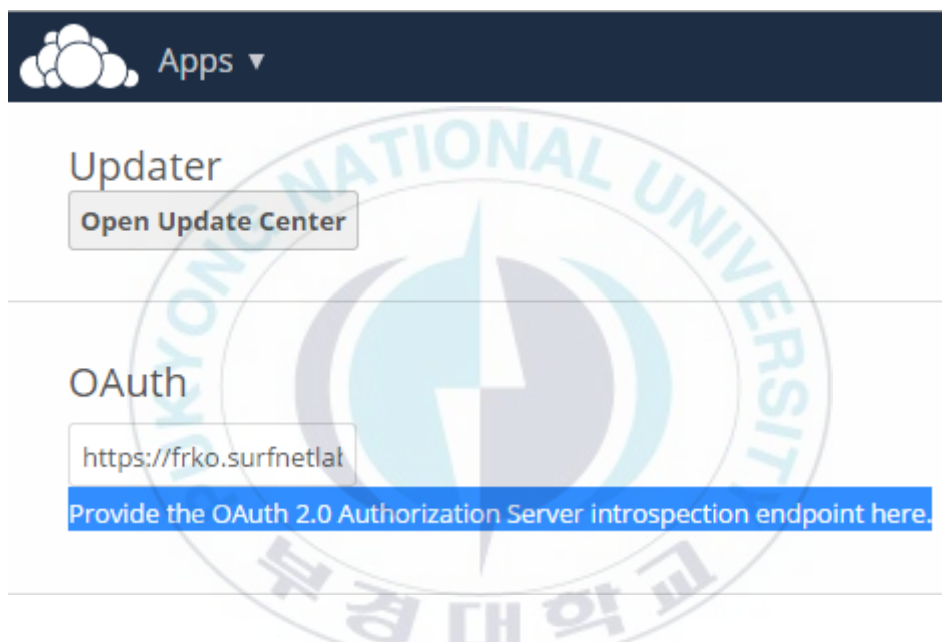 Apps ▼
Updater
Open Update Center
OAuth
https://frko.surfnetlal
Provide the OAuth 2.0 Authorization Server introspection endpoint here.
PUKYONG NATIONAL UNIVERSITY
부경대학교